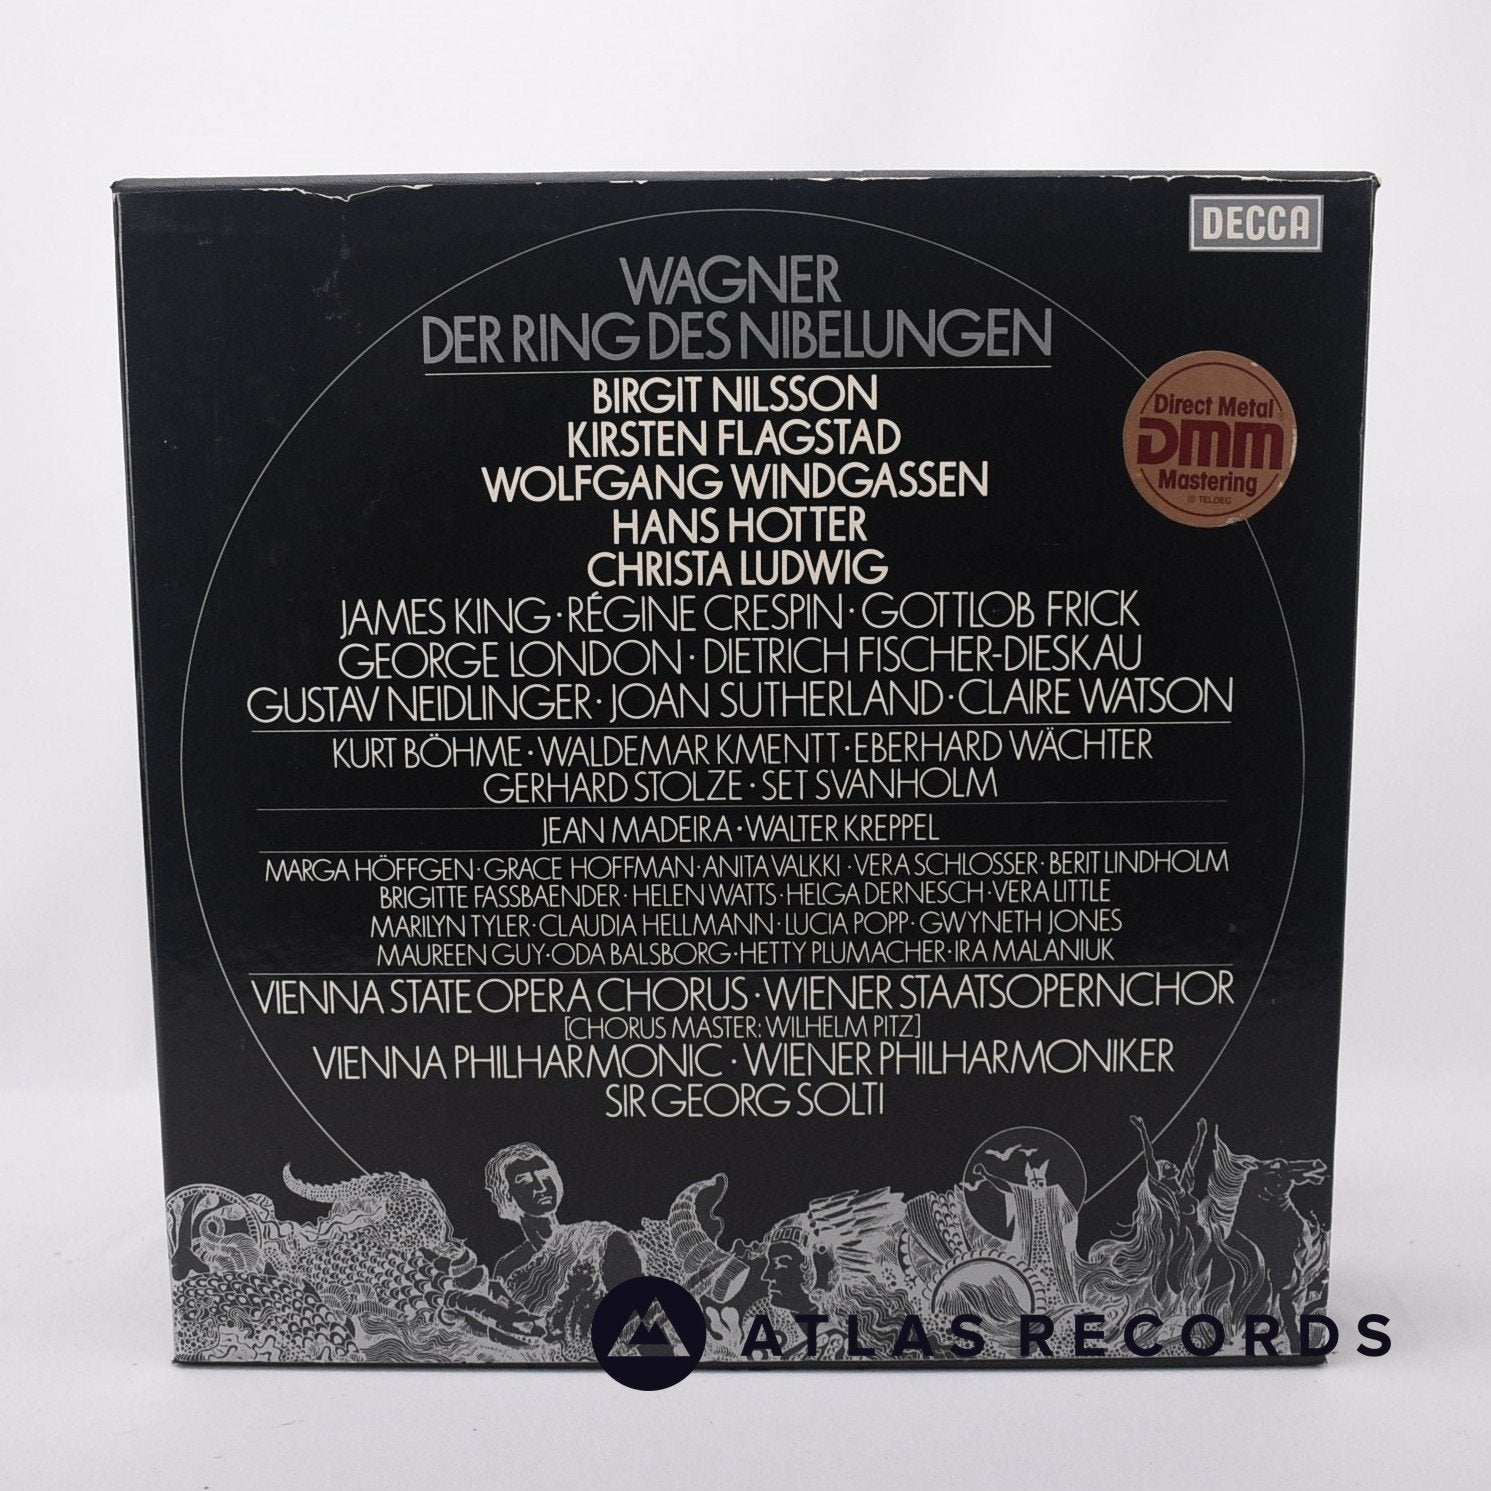 DECCA
WAGNER
DER RING DES NIBELUNGEN
BIRGIT NILSSON
KIRSTEN FLAGSTAD
WOLFGANG WINDGASSEN
HANS HOTTER
CHRISTA LUDWIG
Direct Metal
DMM
Mastering
® TELDEC
JAMES KING · RÉGINE CRESPIN · GOTTLOB FRICK
GEORGE LONDON · DIETRICH FISCHER-DIESKAU
GUSTAV NEIDLINGER · JOAN SUTHERLAND · CLAIRE WATSON
KURT BÖHME · WALDEMAR KMENTT · EBERHARD WÄCHTER
GERHARD STOLZE · SET SVANHOLM
JEAN MADEIRA · WALTER KREPPEL
MARGA HÖFFGEN · GRACE HOFFMAN · ANITA VALKKI · VERA SCHLOSSER · BERIT LINDHOLM
BRIGITTE FASSBAENDER · HELEN WATTS · HELGA DERNESCH · VERA LITTLE
MARILYN TYLER · CLAUDIA HELLMANN · LUCIA POPP · GWYNETH JONES
MAUREEN GUY · ODA BALSBORG · HETTY PLUMACHER · IRA MALANIUK
VIENNA STATE OPERA CHORUS · WIENER STAATSOPERNCHOR
[CHORUS MASTER: WILHELM PITZ]
VIENNA PHILHARMONIC · WIENER PHILHARMONIKER
SIR GEORG SOLTI
ATLAS RECORDS